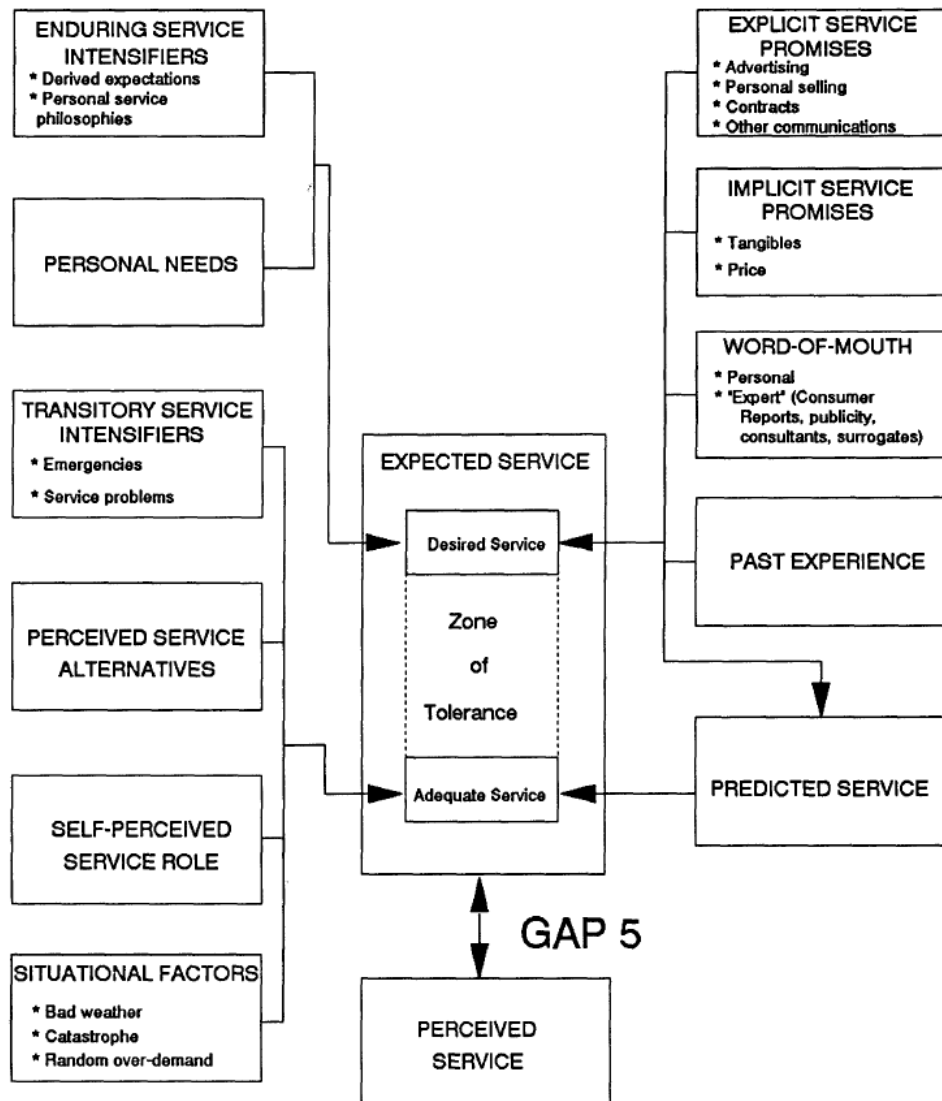 ENDURING SERVICE
INTENSIFIERS
* Derived expectations
* Personal service
philosophies
PERSONAL NEEDS
TRANSITORY SERVICE
INTENSIFIERS
* Emergencies
* Service problems
PERCEIVED SERVICE
ALTERNATIVES
SELF-PERCEIVED
SERVICE ROLE
SITUATIONAL FACTORS
* Bad weather
* Catastrophe
* Random over-demand
EXPECTED SERVICE
Desired Service
Zone
of
Tolerance
Adequate Service
GAP 5
PERCEIVED
SERVICE
EXPLICIT SERVICE
PROMISES
* Advertising
* Personal selling
* Contracts
* Other communications
IMPLICIT SERVICE
PROMISES
* Tangibles
* Price
WORD-OF-MOUTH
* Personal
* "Expert" (Consumer
Reports, publicity,
consultants, surrogates)
PAST EXPERIENCE
PREDICTED SERVICE